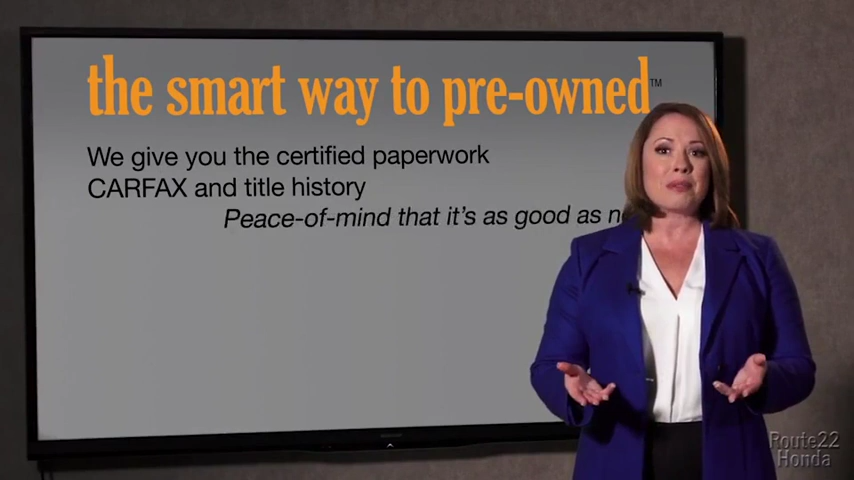 the smart way to pre-owned™
We give you the certified paperwork
CARFAX and title history
Peace-of-mind that it's as good as
Route22
Honda